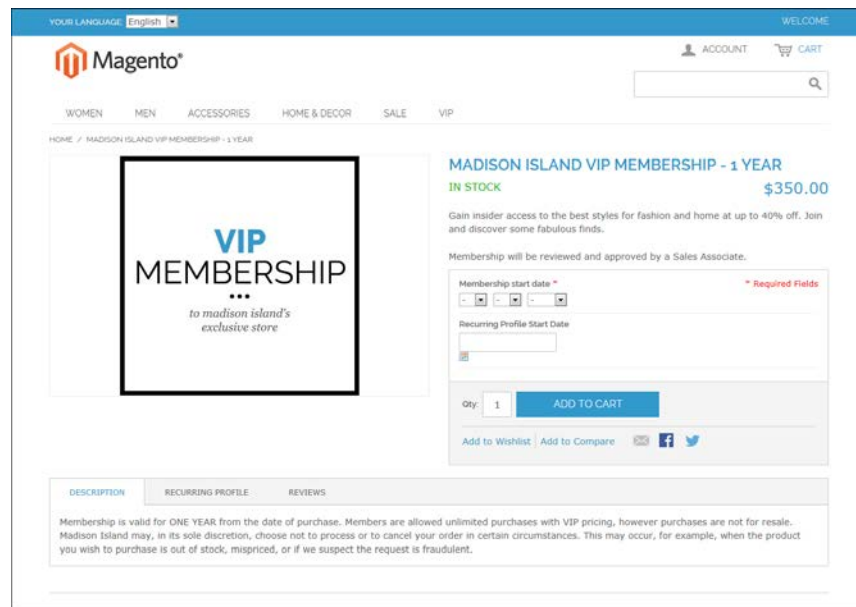 YOUR LANGUAGE: English
WELCOME
Magento®
ACCOUNT
CART
WOMEN MEN ACCESSORIES HOME & DECOR SALE VIP
HOME / MADISON ISLAND VIP MEMBERSHIP - 1 YEAR
VIP
MEMBERSHIP
to madison island's
exclusive store
MADISON ISLAND VIP MEMBERSHIP - 1 YEAR
IN STOCK
$350.00
Gain insider access to the best styles for fashion and home at up to 40% off. Join
and discover some fabulous finds.
Membership will be reviewed and approved by a Sales Associate.
Membership start date *
* Required Fields
- - -
Recurring Profile Start Date
Qty: 1 ADD TO CART
Add to Wishlist | Add to Compare
DESCRIPTION RECURRING PROFILE REVIEWS
Membership is valid for ONE YEAR from the date of purchase. Members are allowed unlimited purchases with VIP pricing, however purchases are not for resale.
Madison Island may, in its sole discretion, choose not to process or to cancel your order in certain circumstances. This may occur, for example, when the product
you wish to purchase is out of stock, mispriced, or if we suspect the request is fraudulent.